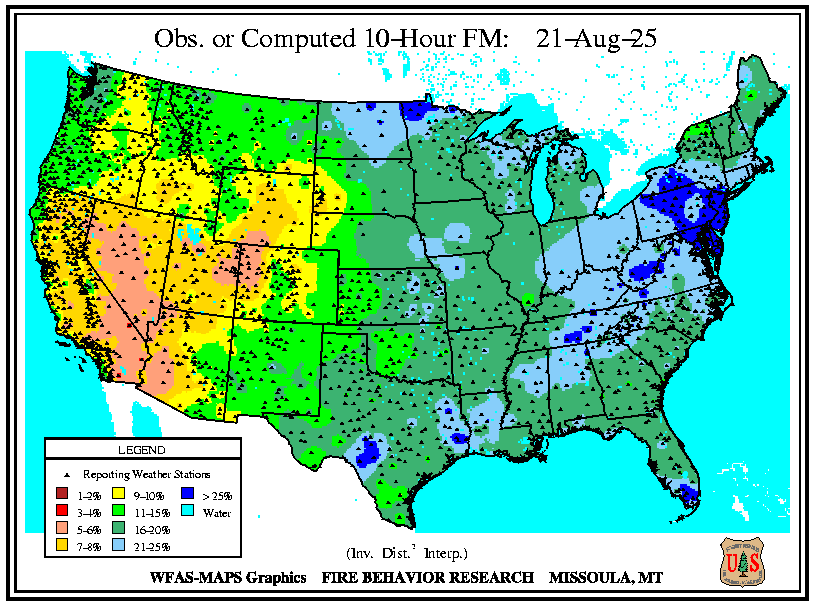 Obs. or Computed 10-Hour FM: 21-Aug-25
LEGEND
Reporting Weather Stations
1-2% 9-10% > 25%
3-4% 11-15% Water
5-6% 16-20%
7-8% 21-25%
(Inv. Dist.² Interp.)
WFAS-MAPS Graphics FIRE BEHAVIOR RESEARCH MISSOULA, MT
U S